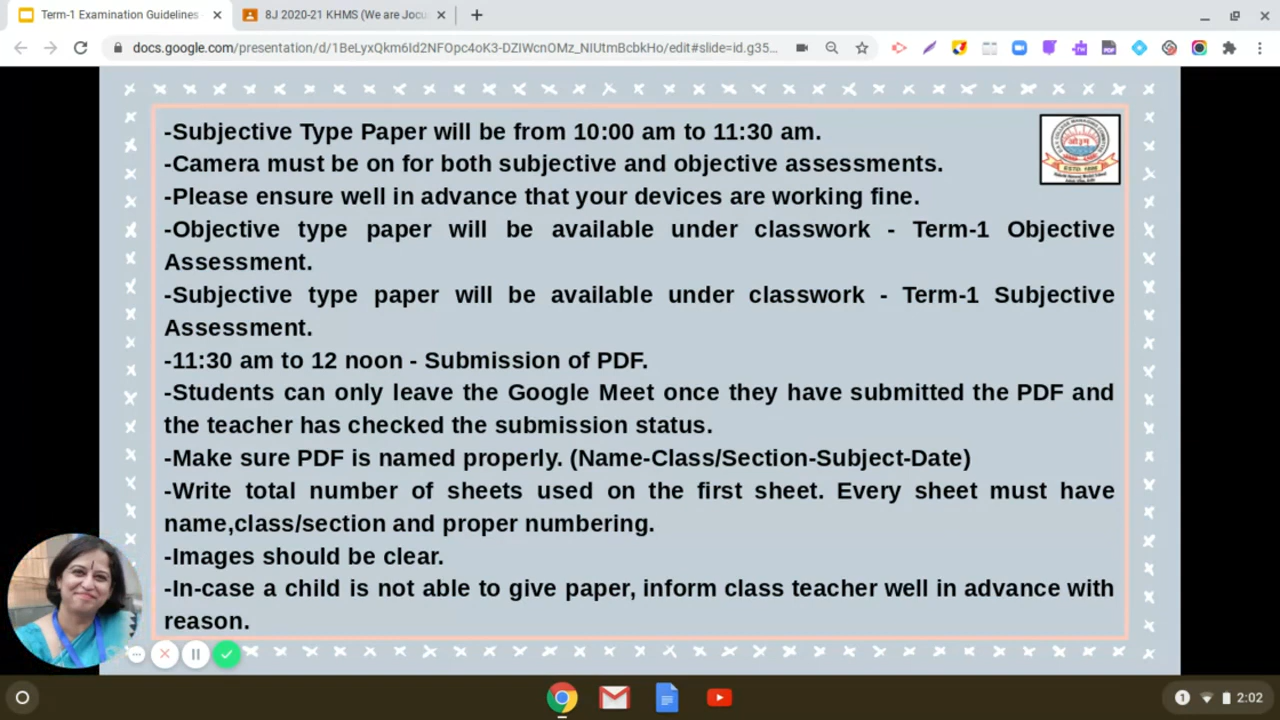 Term-1 Examination Guidelines
8J 2020-21 KHMS (We are Jocu
docs.google.com/presentation/d/1BeLyxQkm6Id2NFOpc4oK3-DZIWcnOMz_NIUtmBcbkHo/edit#slide=id.g35...
-Subjective Type Paper will be from 10:00 am to 11:30 am.
-Camera must be on for both subjective and objective assessments.
-Please ensure well in advance that your devices are working fine.
-Objective type paper will be available under classwork - Term-1 Objective
Assessment.
-Subjective type paper will be available under classwork - Term-1 Subjective
Assessment.
-11:30 am to 12 noon - Submission of PDF.
-Students can only leave the Google Meet once they have submitted the PDF and
the teacher has checked the submission status.
-Make sure PDF is named properly. (Name-Class/Section-Subject-Date)
-Write total number of sheets used on the first sheet. Every sheet must have
name,class/section and proper numbering.
-Images should be clear.
-In-case a child is not able to give paper, inform class teacher well in advance with
reason.
1
2:02